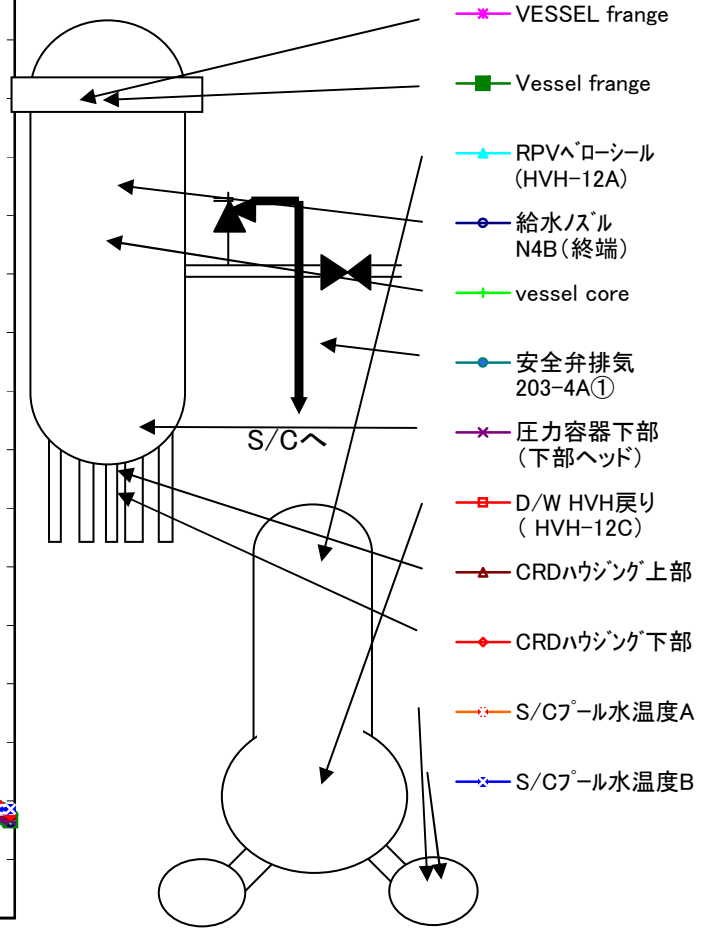 VESSEL frange
Vessel frange
RPVベローシール
(HVH-12A)
給水ノズル
N4B(終端)
vessel core
安全弁排気
203-4A①
圧力容器下部
(下部ヘッド)
D/W HVH戻り
( HVH-12C)
CRDハウジング上部
CRDハウジング下部
S/Cプール水温度A
S/Cプール水温度B
S/Cへ